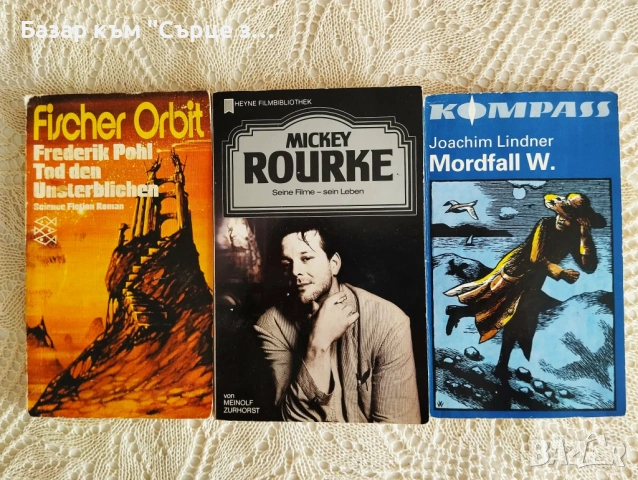 Базар към "Сърце з...
Fischer Orbit
Frederik Pohl
Tod den
Unsterblichen
Science Fiction Roman
HEYNE FILMBIBLIOTHEK
MICKEY
ROURKE
Seine Filme – sein Leben
von
MEINOLF
ZURHORST
KOMPASS
Joachim Lindner
Mordfall W.
BAZAR